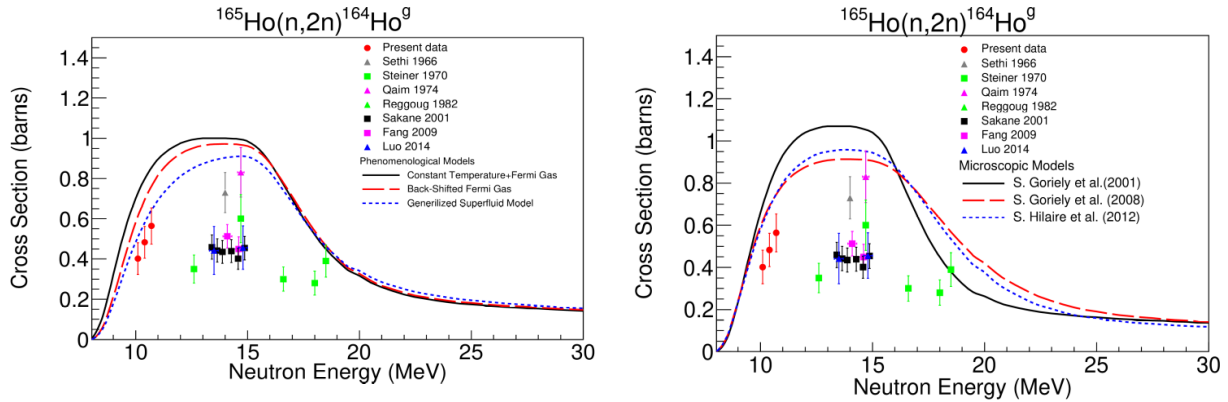 165Ho(n,2n)164Hog
1.4
1.2
1
0.8
0.6
0.4
0.2
0
10
15
20
25
30
Cross Section (barns)
Neutron Energy (MeV)
Present data
Sethi 1966
Steiner 1970
Qaim 1974
Reggoug 1982
Sakane 2001
Fang 2009
Luo 2014
Phenomenological Models
Constant Temperature+Fermi Gas
Back-Shifted Fermi Gas
Generilized Superfluid Model
165Ho(n,2n)164Hog
1.4
1.2
1
0.8
0.6
0.4
0.2
0
10
15
20
25
30
Cross Section (barns)
Neutron Energy (MeV)
Present data
Sethi 1966
Steiner 1970
Qaim 1974
Reggoug 1982
Sakane 2001
Fang 2009
Luo 2014
Microscopic Models
S. Goriely et al.(2001)
S. Goriely et al. (2008)
S. Hilaire et al. (2012)